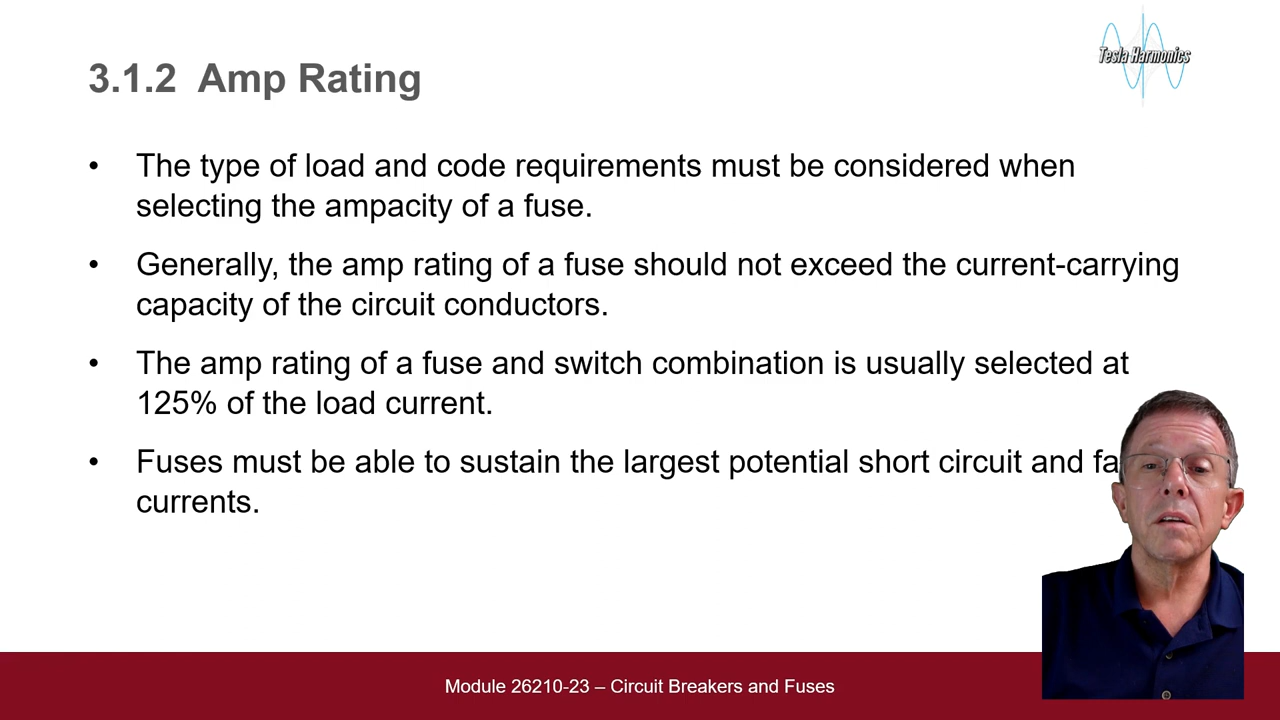 Tesla Harmonics
3.1.2 Amp Rating
• The type of load and code requirements must be considered when
selecting the ampacity of a fuse.
• Generally, the amp rating of a fuse should not exceed the current-carrying
capacity of the circuit conductors.
• The amp rating of a fuse and switch combination is usually selected at
125% of the load current.
• Fuses must be able to sustain the largest potential short circuit and
currents.
Module 26210-23 – Circuit Breakers and Fuses